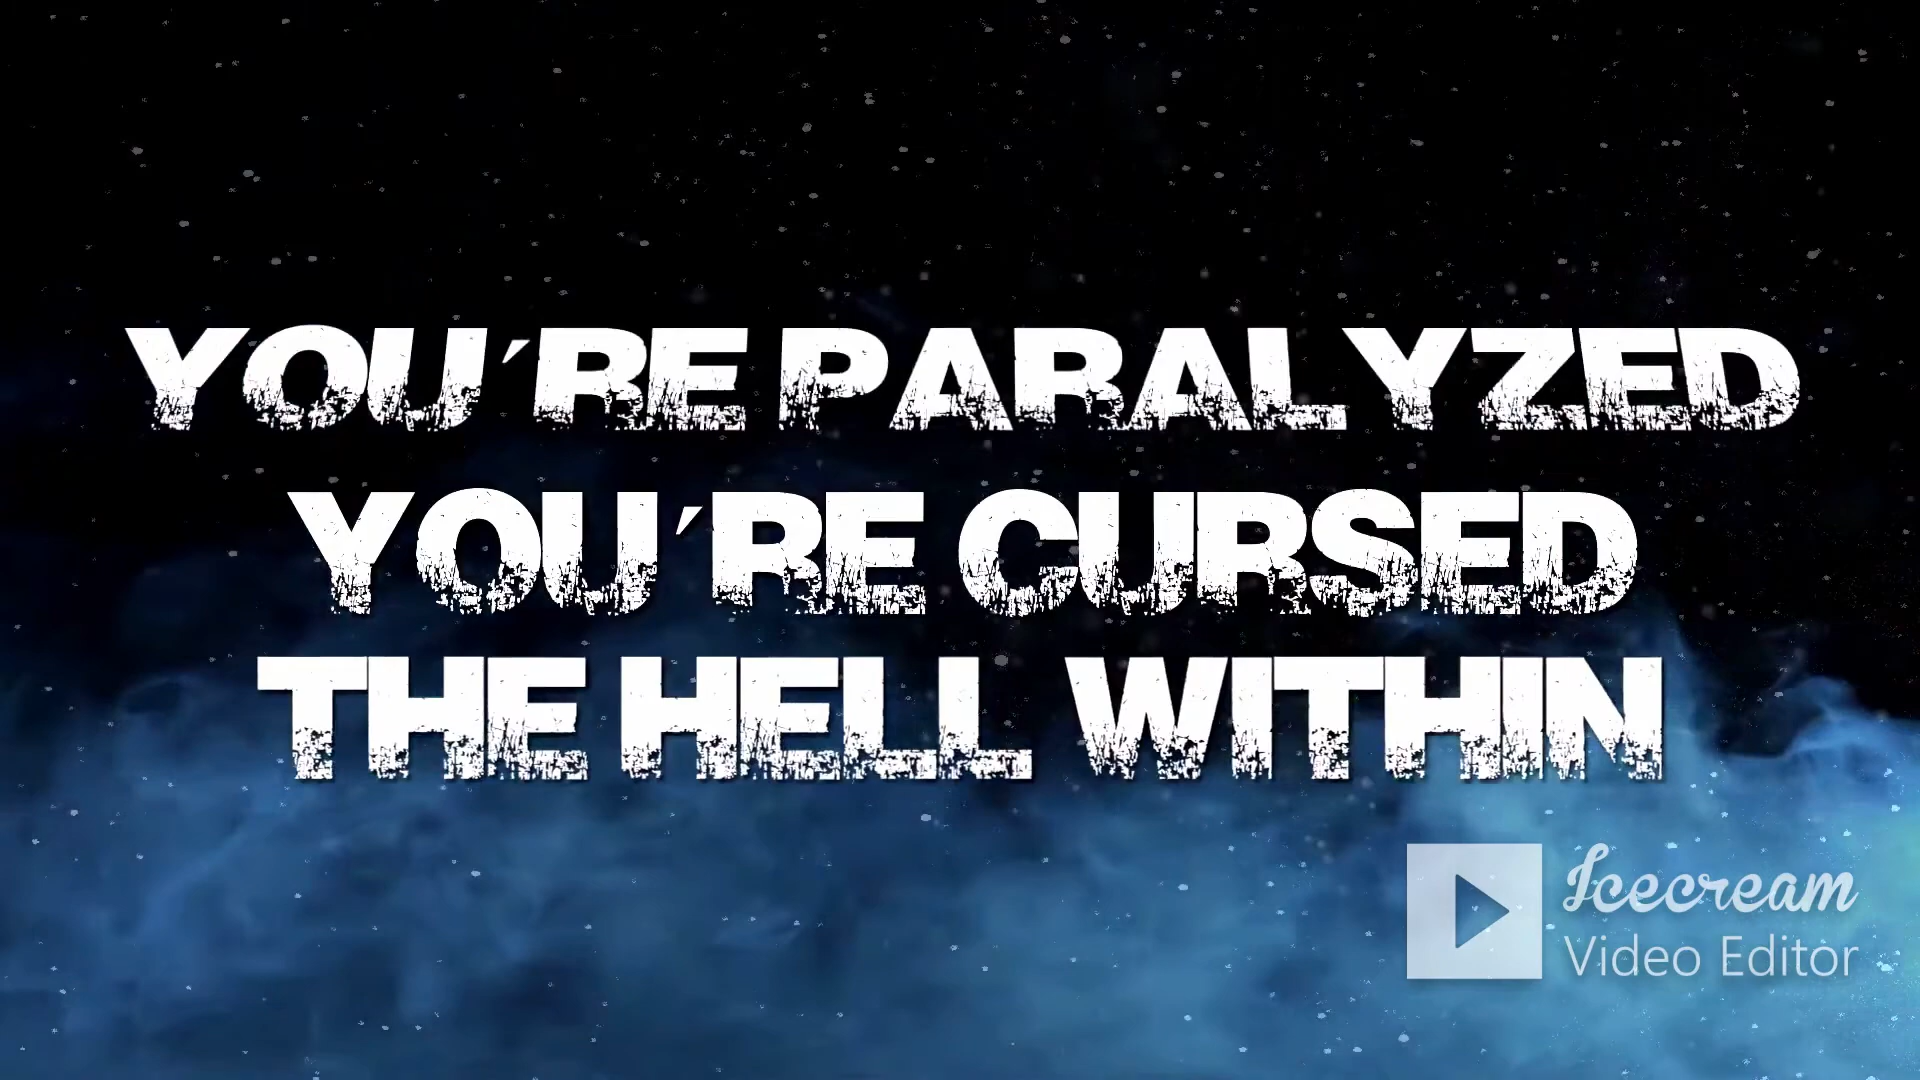 YOU´RE PARALYZED
YOU´RE CURSED
THE HELL WITHIN
Icecream
Video Editor